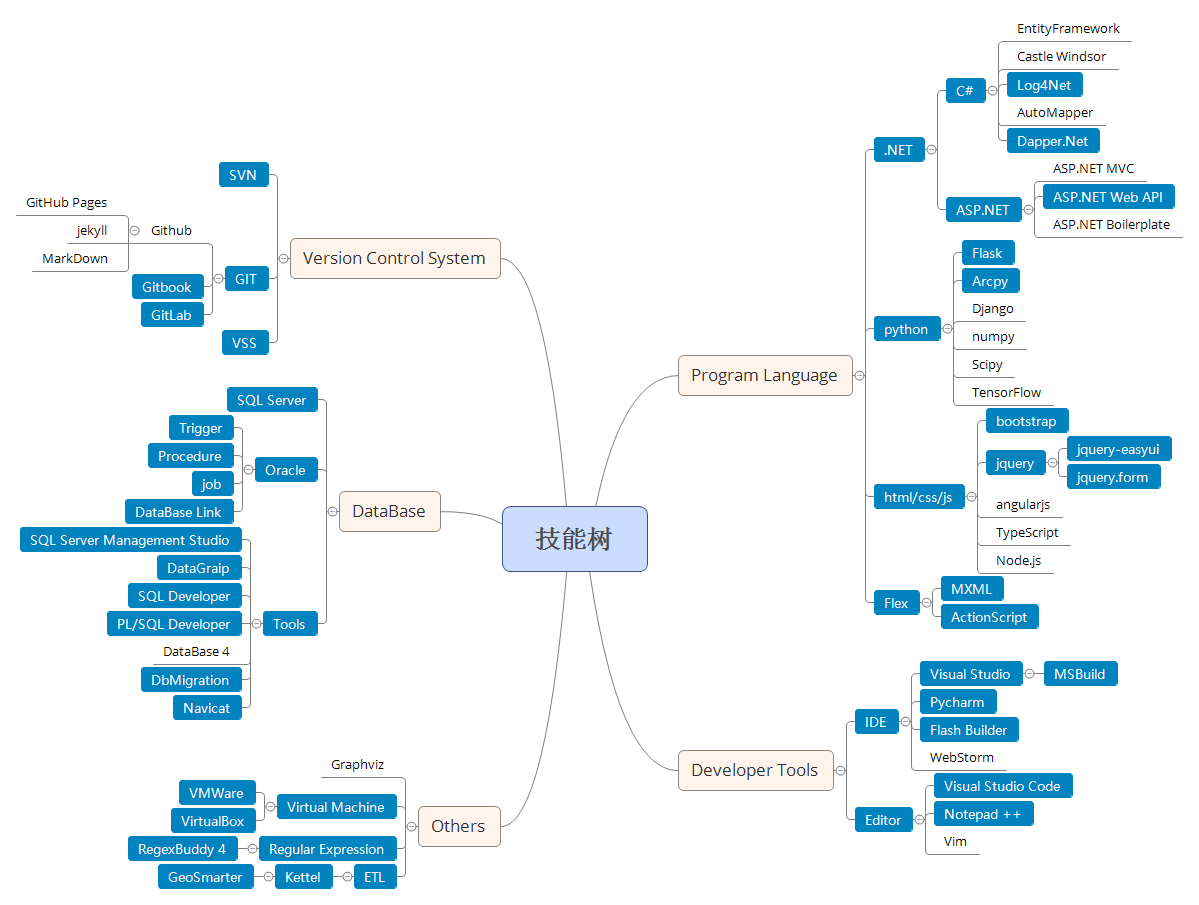 技能树
Version Control System
SVN
GIT
Github
GitHub Pages
jekyll
MarkDown
Gitbook
GitLab
VSS
DataBase
SQL Server
Oracle
Trigger
Procedure
job
DataBase Link
Tools
SQL Server Management Studio
DataGraip
SQL Developer
PL/SQL Developer
DataBase 4
DbMigration
Navicat
Others
Graphviz
Virtual Machine
VMWare
VirtualBox
Regular Expression
RegexBuddy 4
ETL
Kettel
GeoSmarter
Program Language
.NET
C#
EntityFramework
Castle Windsor
Log4Net
AutoMapper
Dapper.Net
ASP.NET
ASP.NET MVC
ASP.NET Web API
ASP.NET Boilerplate
python
Flask
Arcpy
Django
numpy
Scipy
TensorFlow
html/css/js
bootstrap
jquery
jquery-easyui
jquery.form
angularjs
TypeScript
Node.js
Flex
MXML
ActionScript
Developer Tools
IDE
Visual Studio
MSBuild
Pycharm
Flash Builder
WebStorm
Editor
Visual Studio Code
Notepad ++
Vim